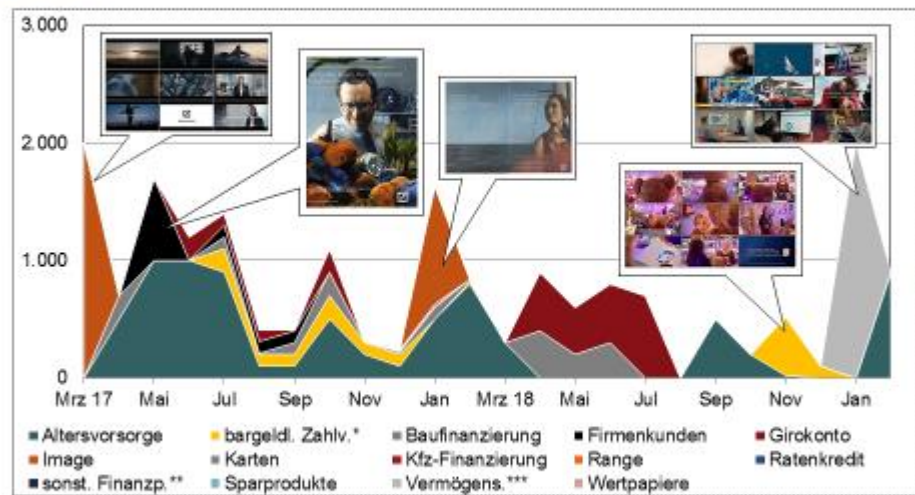 3.000
2.000
1.000
0
Mrz 17 Mai Jul Sep Nov Jan Mrz 18 Mai Jul Sep Nov Jan
Altersvorsorge bargeldl. Zahlv.* Baufinanzierung Firmenkunden Girokonto
Image Karten Kfz-Finanzierung Range Ratenkredit
sonst. Finanzp.** Sparprodukte Vermögens.*** Wertpapiere